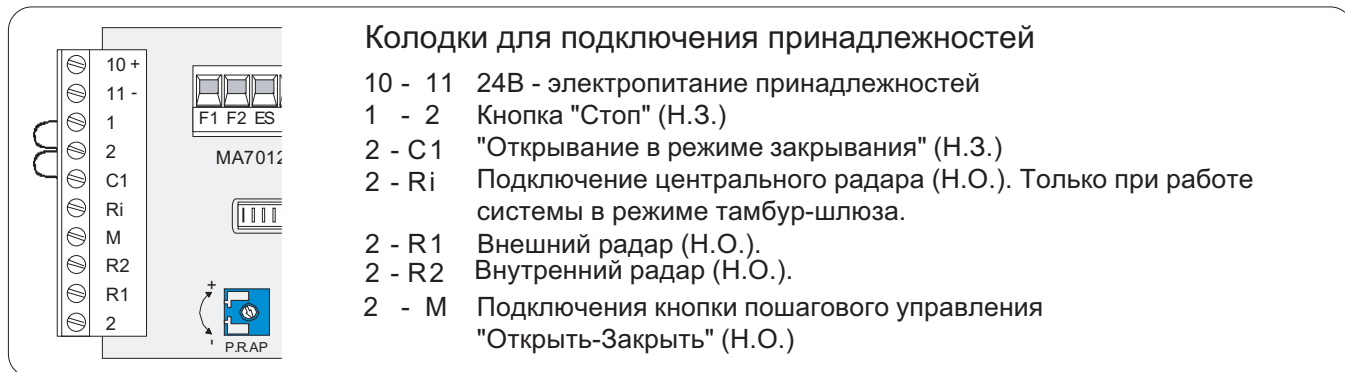 10 +
11 -
1
2
C1
Ri
M
R2
R1
2
F1 F2 ES
MA7012
+
-
P.R.AP
Колодки для подключения принадлежностей
10 - 11 24В - электропитание принадлежностей
1 - 2 Кнопка "Стоп" (Н.З.)
2 - C1 "Открывание в режиме закрывания" (Н.З.)
2 - Ri Подключение центрального радара (Н.О.). Только при работе
системы в режиме тамбур-шлюза.
2 - R1 Внешний радар (Н.О.).
2 - R2 Внутренний радар (Н.О.).
2 - M Подключения кнопки пошагового управления
"Открыть-Закрыть" (Н.О.)